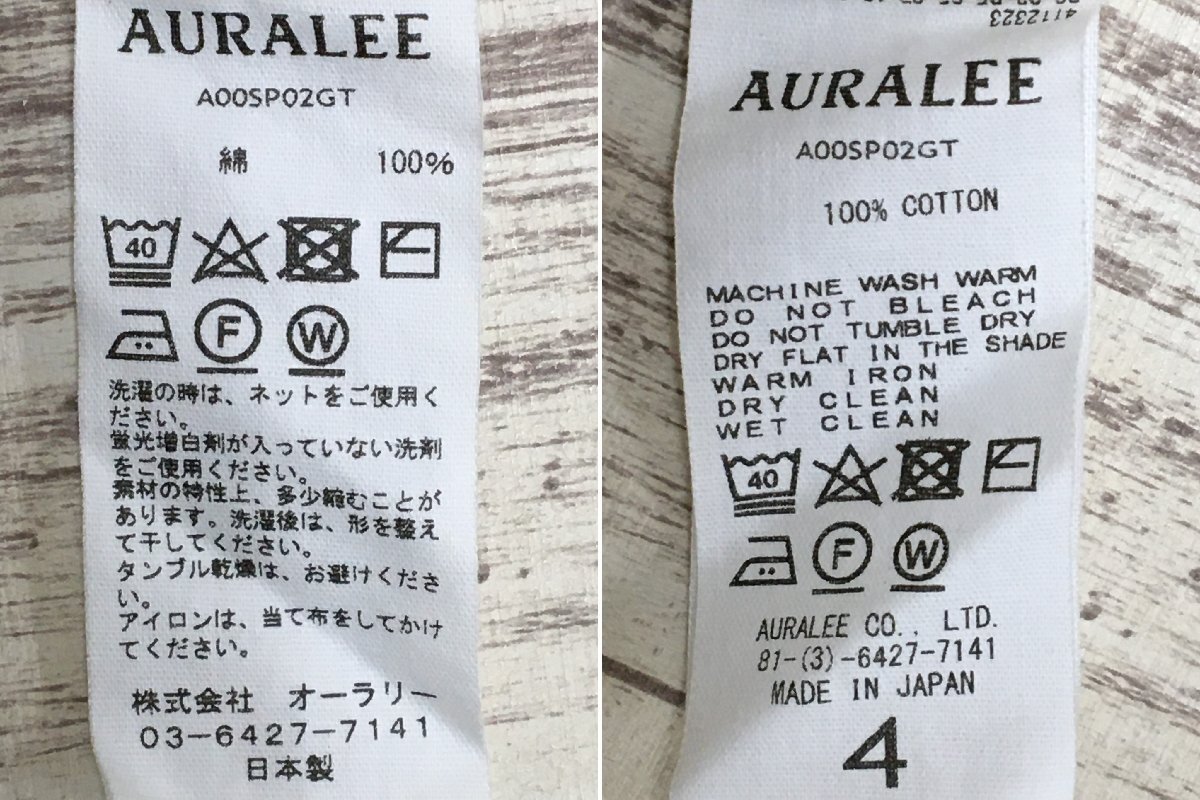 AURALEE
A00SP02GT
綿 100%
40
F W
洗濯の時は、ネットをご使用く
ださい。
蛍光増白剤が入っていない洗剤
をご使用ください。
素材の特性上、多少縮むことが
あります。洗濯後は、形を整え
て干してください。
タンブル乾燥は、お避けくださ
い。
アイロンは、当て布をしてかけ
てください。
株式会社 オーラリー
03-6427-7141
日本製
4112323
AURALEE
A00SP02GT
100% COTTON
MACHINE WASH WARM
DO NOT BLEACH
DO NOT TUMBLE DRY
DRY FLAT IN THE SHADE
WARM IRON
DRY CLEAN
WET CLEAN
40
F W
AURALEE CO., LTD.
81-(3)-6427-7141
MADE IN JAPAN
4